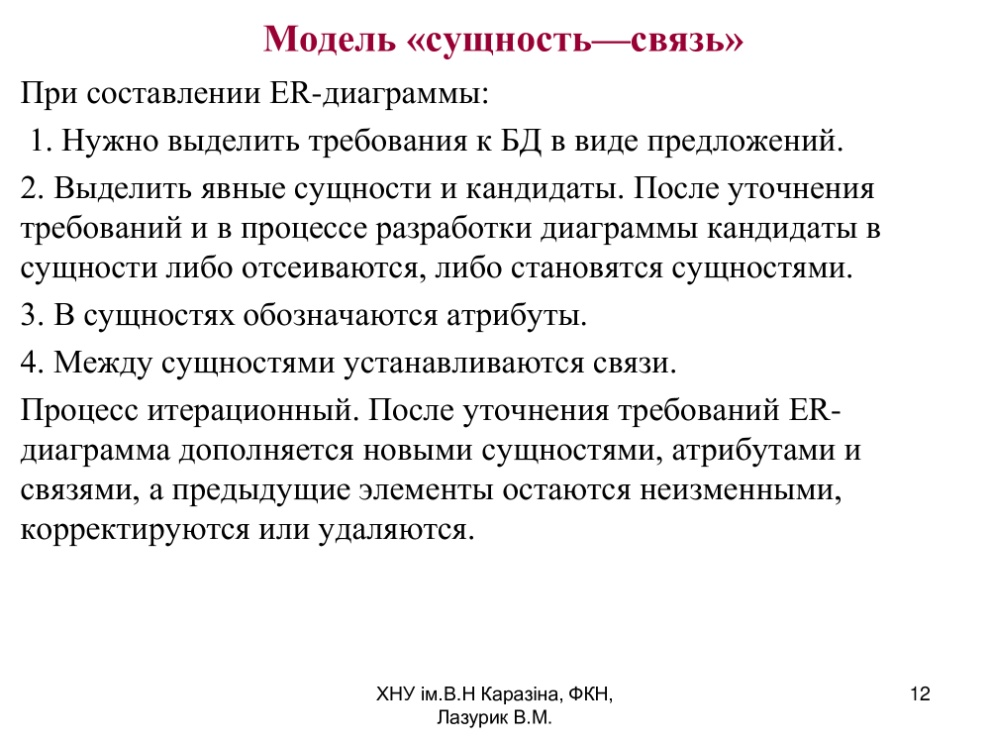 Модель «сущность—связь»
При составлении ER-диаграммы:
1. Нужно выделить требования к БД в виде предложений.
2. Выделить явные сущности и кандидаты. После уточнения
требований и в процессе разработки диаграммы кандидаты в
сущности либо отсеиваются, либо становятся сущностями.
3. В сущностях обозначаются атрибуты.
4. Между сущностями устанавливаются связи.
Процесс итерационный. После уточнения требований ER-
диаграмма дополняется новыми сущностями, атрибутами и
связями, а предыдущие элементы остаются неизменными,
корректируются или удаляются.
ХНУ ім.В.Н Каразіна, ФКН,
Лазурик В.М.
12